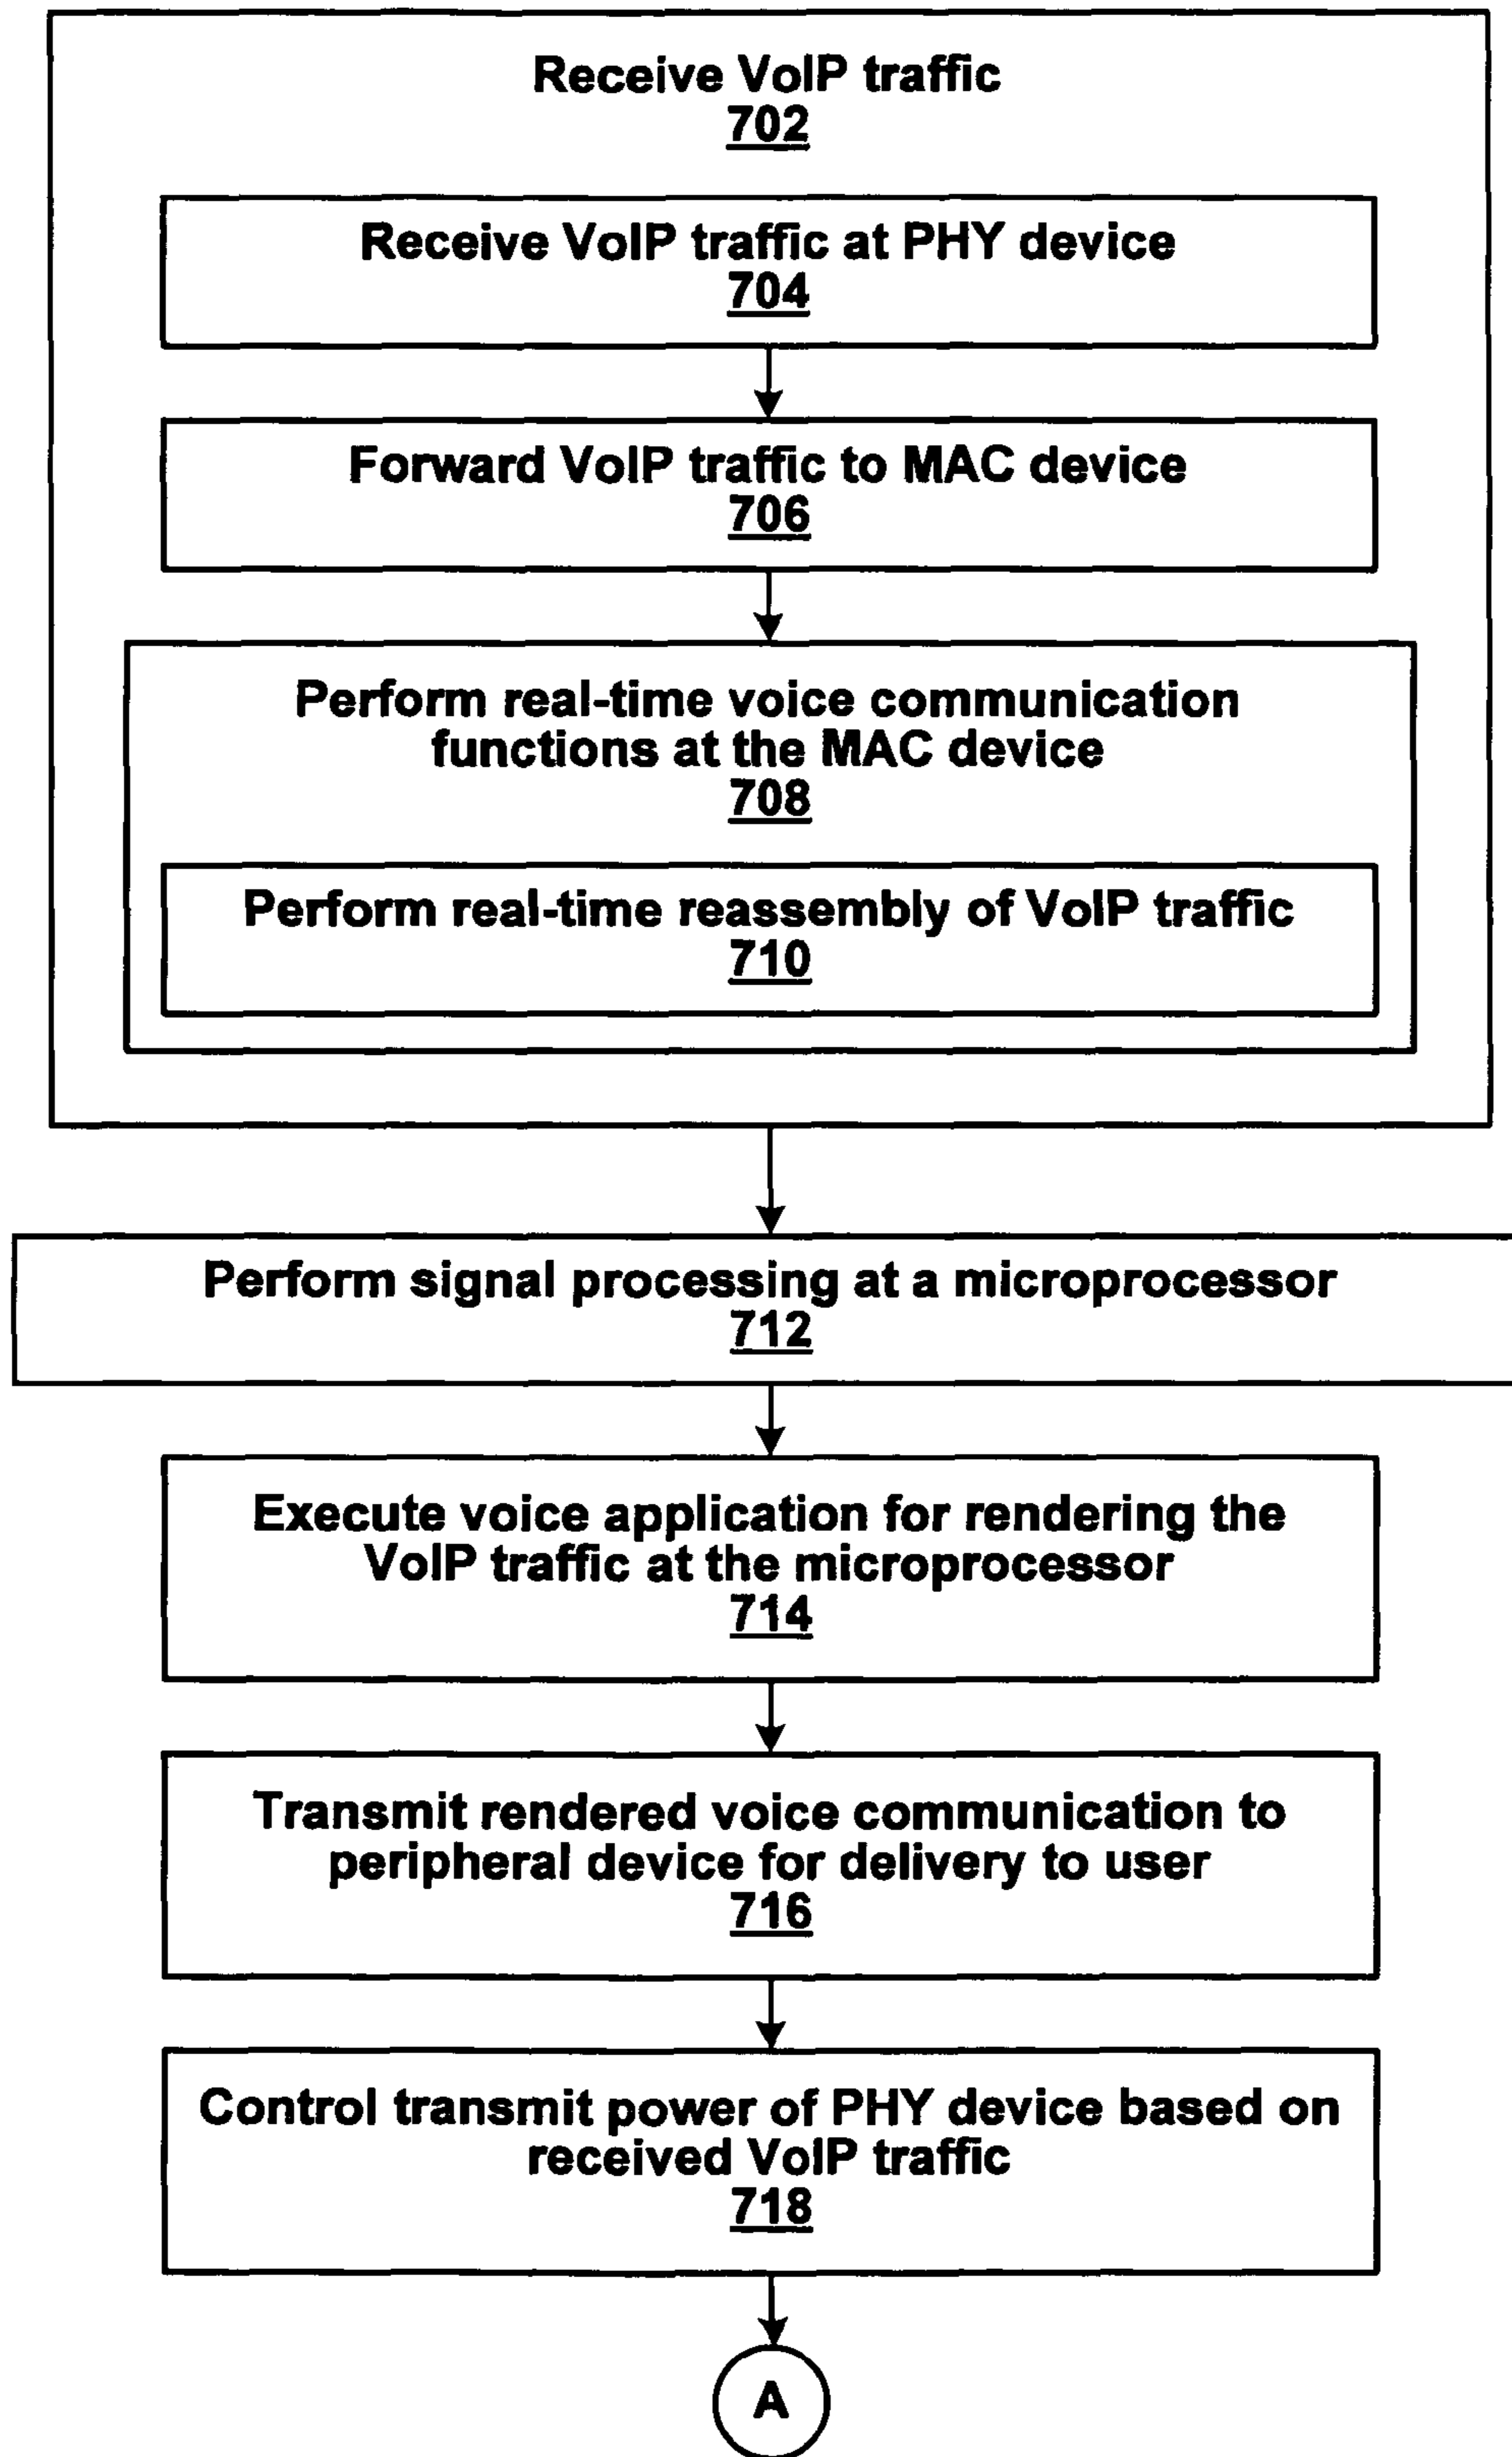 Receive VoIP traffic
702
Receive VoIP traffic at PHY device
704
Forward VoIP traffic to MAC device
706
Perform real-time voice communication
functions at the MAC device
708
Perform real-time reassembly of VoIP traffic
710
Perform signal processing at a microprocessor
712
Execute voice application for rendering the
VoIP traffic at the microprocessor
714
Transmit rendered voice communication to
peripheral device for delivery to user
716
Control transmit power of PHY device based on
received VoIP traffic
718
A